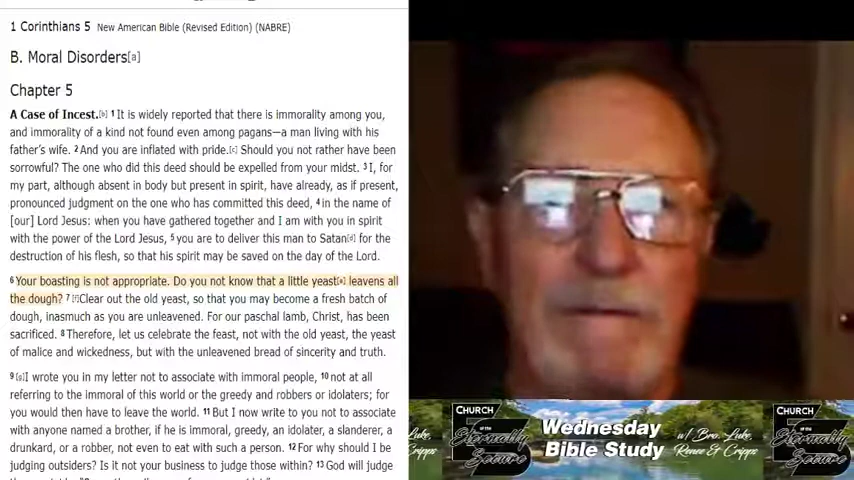 1 Corinthians 5 New American Bible (Revised Edition) (NABRE)
B. Moral Disorders[a]
Chapter 5
A Case of Incest.[b] 1 It is widely reported that there is immorality among you,
and immorality of a kind not found even among pagans—a man living with his
father's wife. 2 And you are inflated with pride.[c] Should you not rather have been
sorrowful? The one who did this deed should be expelled from your midst. 3 I, for
my part, although absent in body but present in spirit, have already, as if present,
pronounced judgment on the one who has committed this deed, 4 in the name of
[our] Lord Jesus: when you have gathered together and I am with you in spirit
with the power of the Lord Jesus, 5 you are to deliver this man to Satan[d] for the
destruction of his flesh, so that his spirit may be saved on the day of the Lord.
6 Your boasting is not appropriate. Do you not know that a little yeast[e] leavens all
the dough? 7 [f]Clear out the old yeast, so that you may become a fresh batch of
dough, inasmuch as you are unleavened. For our paschal lamb, Christ, has been
sacrificed. 8 Therefore, let us celebrate the feast, not with the old yeast, the yeast
of malice and wickedness, but with the unleavened bread of sincerity and truth.
9 [g]I wrote you in my letter not to associate with immoral people, 10 not at all
referring to the immoral of this world or the greedy and robbers or idolaters; for
you would then have to leave the world. 11 But I now write to you not to associate
with anyone named a brother, if he is immoral, greedy, an idolater, a slanderer, a
drunkard, or a robber, not even to eat with such a person. 12 For why should I be
judging outsiders? Is it not your business to judge those within? 13 God will judge
Luke,
Cripps
CHURCH
of the
Eternally
Secure
Wednesday
Bible Study
w/ Bro. Luke,
Renee & Cripps
CHURCH
of the
Eternally
Secure